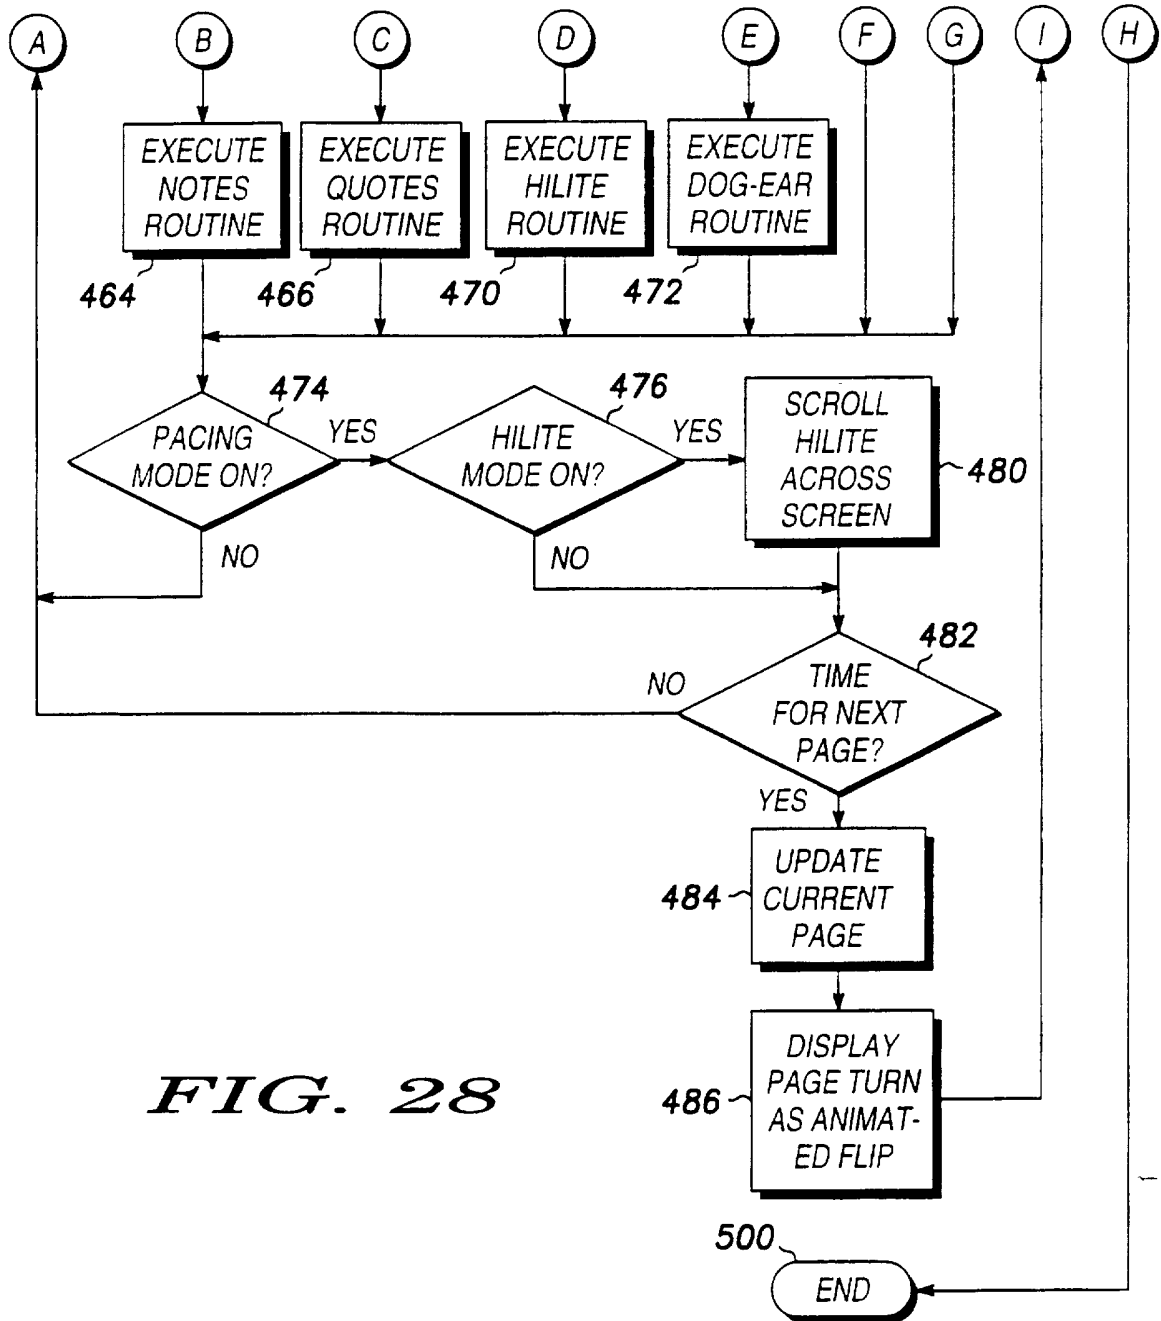 A B C D E F G I H
EXECUTE
NOTES
ROUTINE
464
EXECUTE
QUOTES
ROUTINE
466
EXECUTE
HILITE
ROUTINE
470
EXECUTE
DOG-EAR
ROUTINE
472
PACING
MODE ON?
474
YES
NO
HILITE
MODE ON?
476
YES
NO
SCROLL
HILITE
ACROSS
SCREEN
480
TIME
FOR NEXT
PAGE?
482
NO
YES
UPDATE
CURRENT
PAGE
484
DISPLAY
PAGE TURN
AS ANIMAT-
ED FLIP
486
FIG. 28
500
END